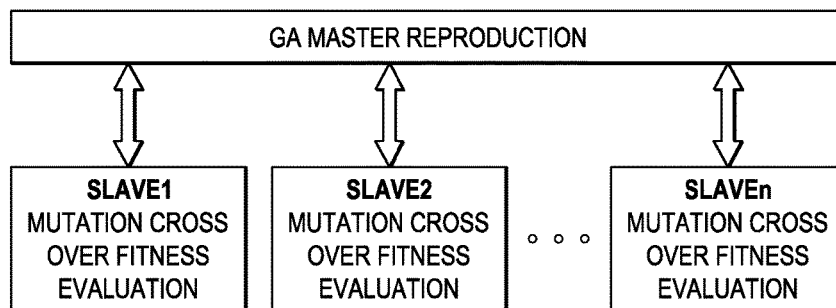 GA MASTER REPRODUCTION
SLAVE1
MUTATION CROSS
OVER FITNESS
EVALUATION
SLAVE2
MUTATION CROSS
OVER FITNESS
EVALUATION
SLAVEn
MUTATION CROSS
OVER FITNESS
EVALUATION